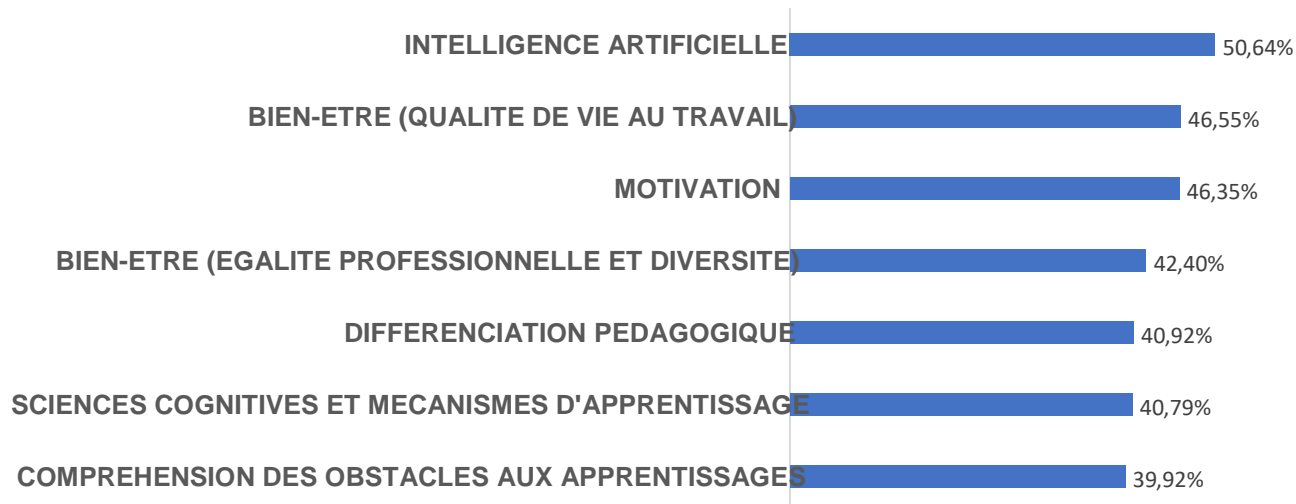 INTELLIGENCE ARTIFICIELLE 50,64%
BIEN-ETRE (QUALITE DE VIE AU TRAVAIL) 46,55%
MOTIVATION 46,35%
BIEN-ETRE (EGALITE PROFESSIONNELLE ET DIVERSITE) 42,40%
DIFFERENCIATION PEDAGOGIQUE 40,92%
SCIENCES COGNITIVES ET MECANISMES D'APPRENTISSAGE 40,79%
COMPREHENSION DES OBSTACLES AUX APPRENTISSAGES 39,92%